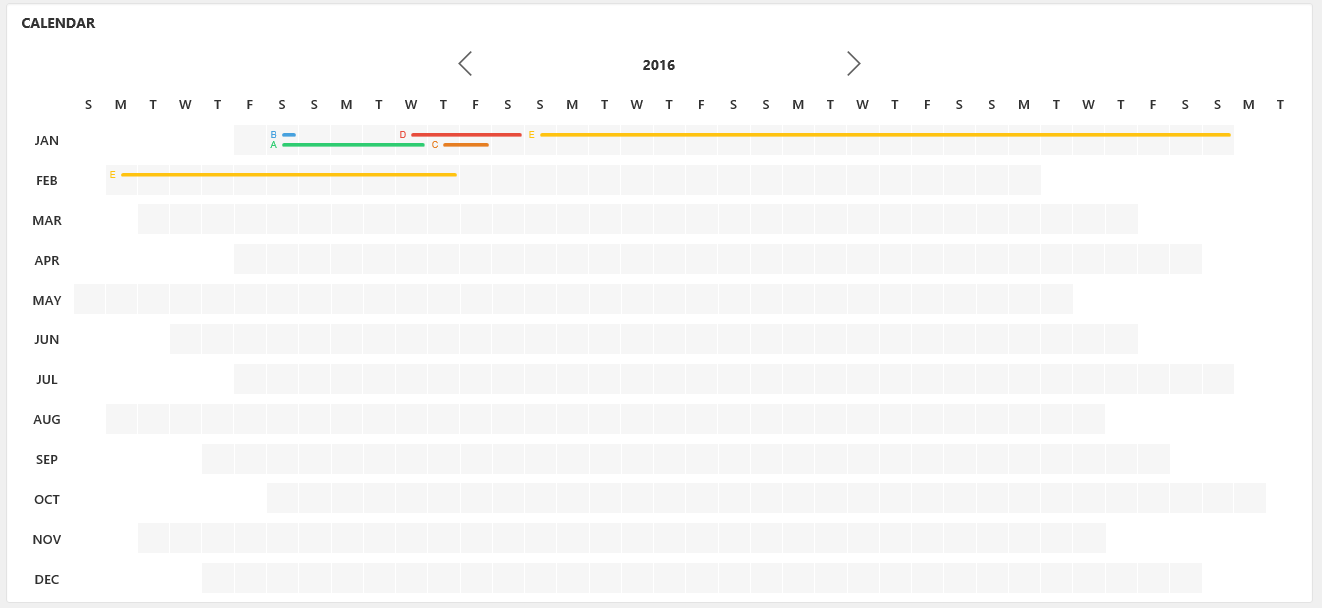 CALENDAR
2016
S M T W T F S S M T W T F S S M T W T F S S M T W T F S S M T W T F S S M T
JAN B D E
A C
FEB E
MAR
APR
MAY
JUN
JUL
AUG
SEP
OCT
NOV
DEC